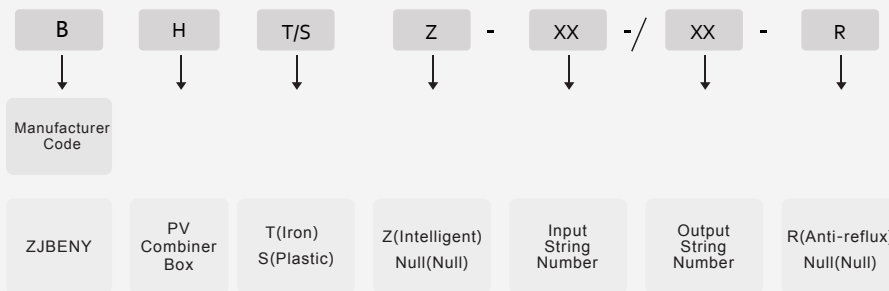 B H T/S Z - XX -/ XX - R
Manufacturer
Code
ZJBENY
PV
Combiner
Box
T(Iron)
S(Plastic)
Z(Intelligent)
Null(Null)
Input
String
Number
Output
String
Number
R(Anti-reflux)
Null(Null)